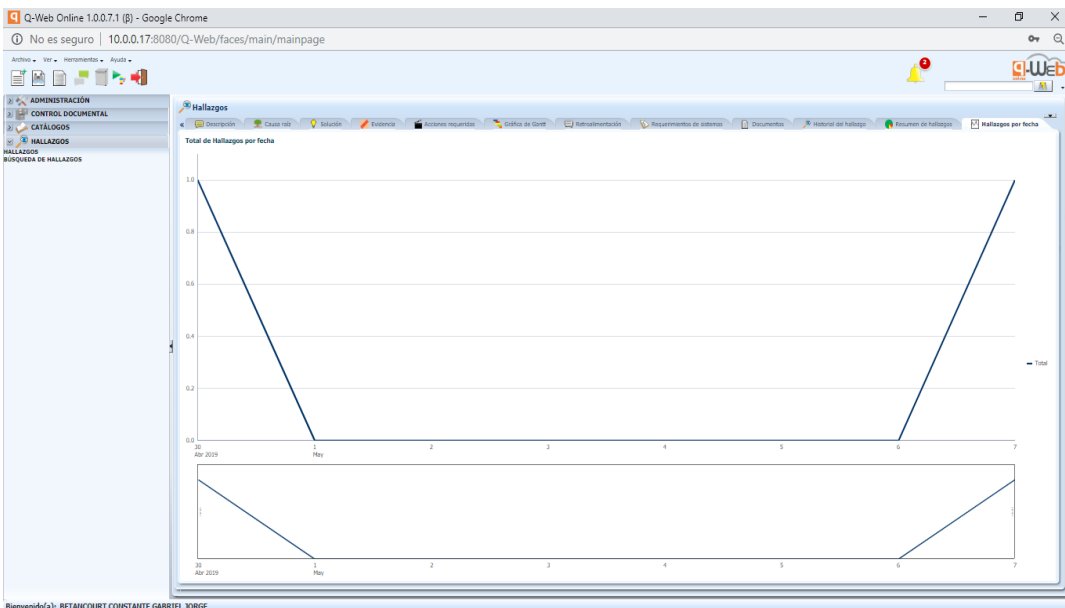 Q-Web Online 1.0.0.7.1 (β) - Google Chrome
No es seguro | 10.0.0.17:8080/Q-Web/faces/main/mainpage
Archivo Ver Herramientas Ayuda
2
q-Web
ADMINISTRACIÓN
CONTROL DOCUMENTAL
CATÁLOGOS
HALLAZGOS
HALLAZGOS
BÚSQUEDA DE HALLAZGOS
Hallazgos
« Descripción Causa raíz Solución Evidencia Acciones requeridas Gráfico de Gantt Retroalimentación Requerimientos de sistemas Documentos Historial del hallazgo Resumen de hallazgos Hallazgos por fecha
Total de Hallazgos por fecha
1.0
0.8
0.6
0.4
0.2
0.0
Total
30 1 2 3 4 5 6 7
Abr 2019 May
30 1 2 3 4 5 6 7
Abr 2019 May
Bienvenido(a): BETANCOURT CONSTANTE GABRIEL JORGE